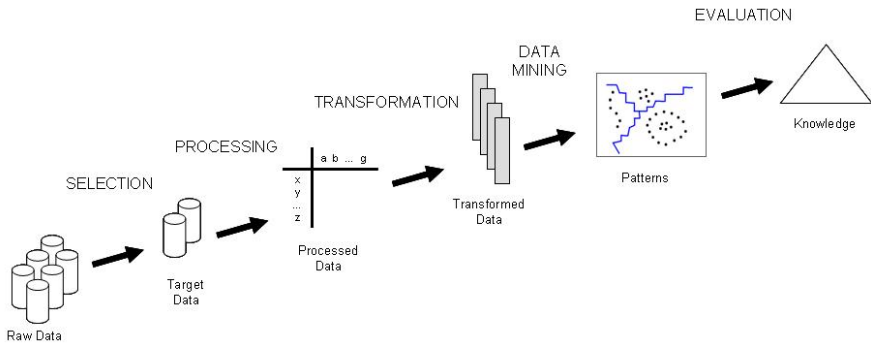 EVALUATION
DATA
MINING
TRANSFORMATION
PROCESSING
SELECTION
a b ... g
x
y
...
z
Raw Data
Target
Data
Processed
Data
Transformed
Data
Patterns
Knowledge